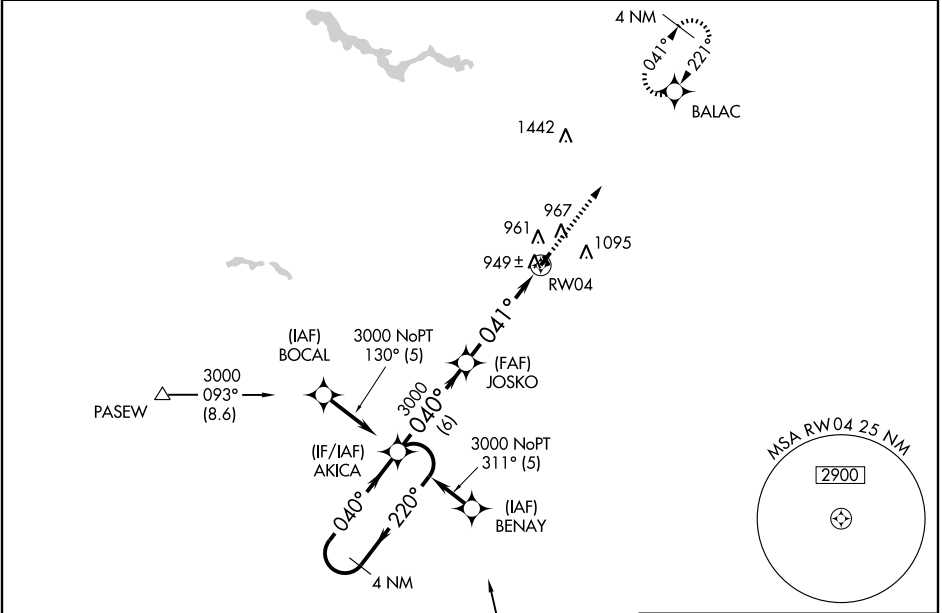 4 NM
041°
221°
BALAC
1442
967
961
1095
949 ±
RW04
041°
(IAF)
BOCAL
3000 NoPT
130° (5)
(FAF)
JOSKO
3000
093°
(8.6)
PASEW
3000
040°
(6)
(IF/IAF)
AKICA
3000 NoPT
311° (5)
(IAF)
BENAY
040°
220°
4 NM
MSA RW04 25 NM
2900